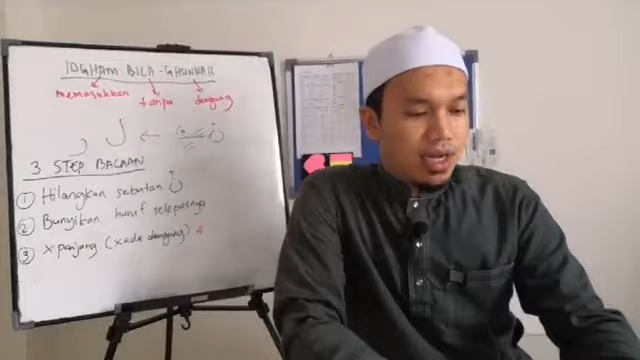 IDGHAM BILA - GHUNNAH
memasukkan tanpa dengung
ر ل ← نْ
3 STEP BACAAN
① Hilangkan sebutan نْ
② Bunyikan huruf selepasnya
③ x panjang (x ada dengung) *